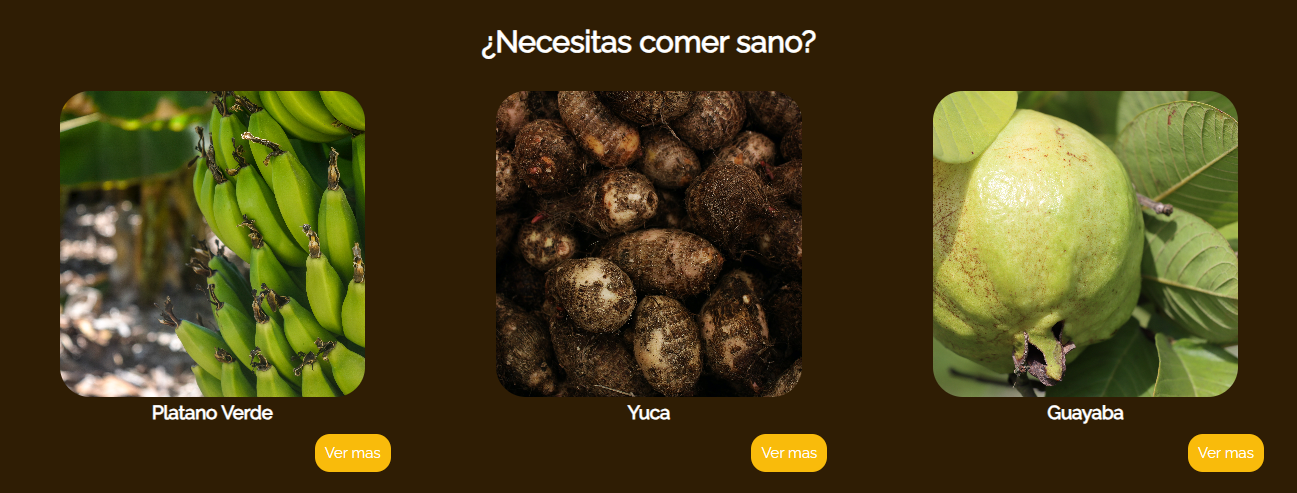 ¿Necesitas comer sano?
Platano Verde
Yuca
Guayaba
Ver mas
Ver mas
Ver mas